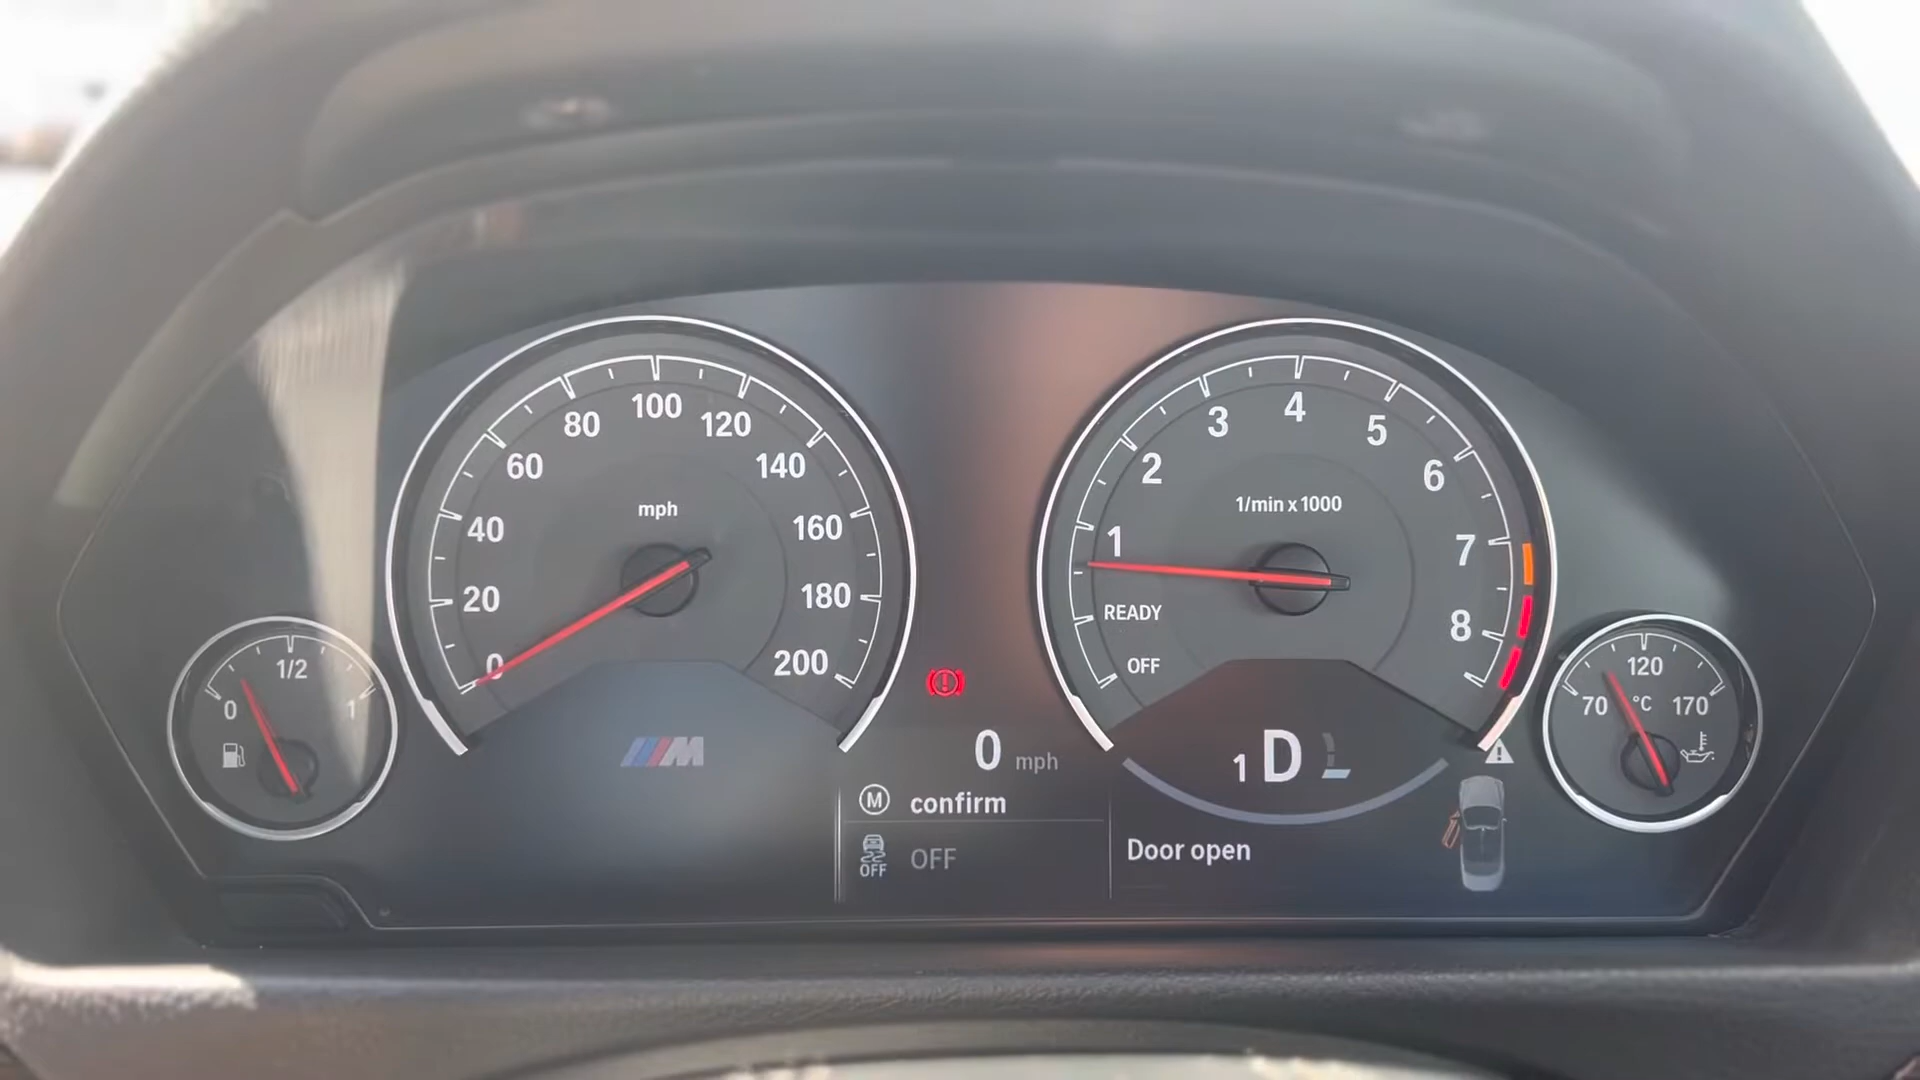 80
100
120
60
140
mph
40
160
20
180
0
200
3
4
5
2
6
1/min x 1000
1
7
READY
8
OFF
0
1/2
1
120
70
°C
170
M
0 mph
1 D
M confirm
OFF OFF
Door open